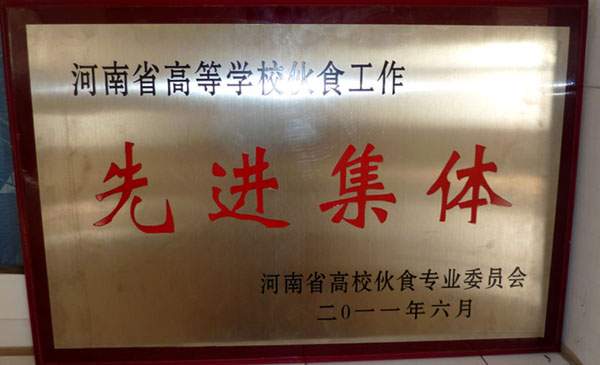 河南省高等学校伙食工作
先进集体
河南省高校伙食专业委员会
二0一一年六月